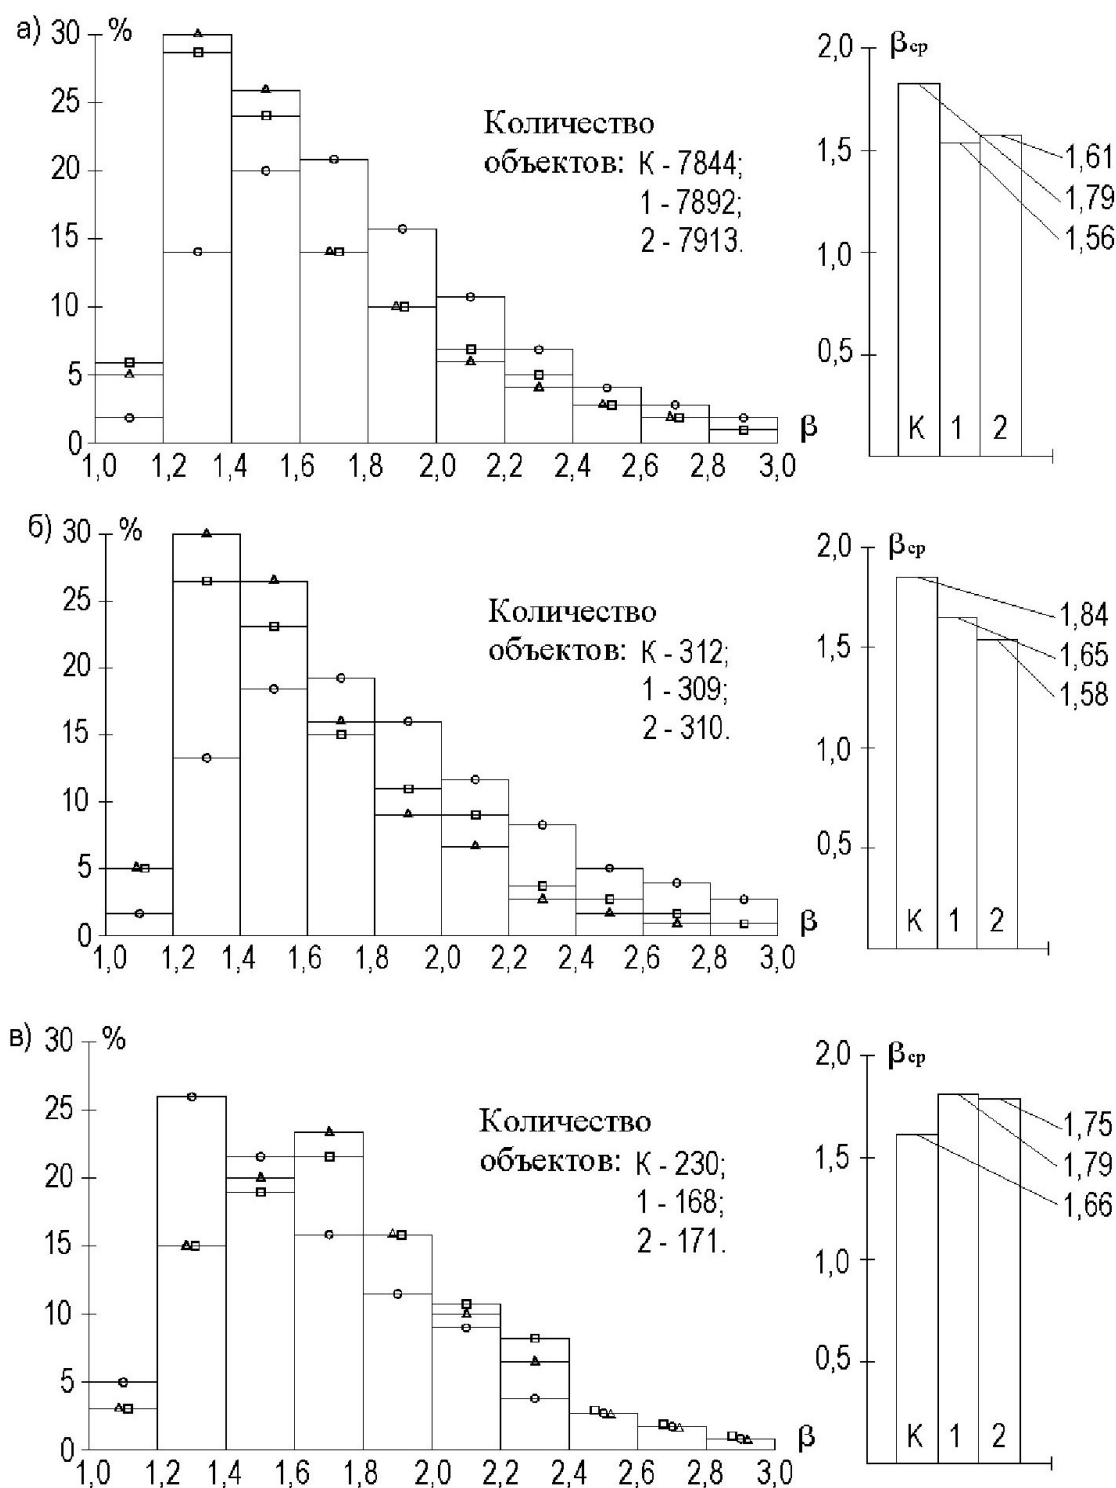 а) 30 %
25
20
15
10
5
0
1,0 1,2 1,4 1,6 1,8 2,0 2,2 2,4 2,6 2,8 3,0
β
Количество
объектов: К - 7844;
1 - 7892;
2 - 7913.
2,0 βср
1,5
1,0
0,5
1,61
1,79
1,56
К 1 2
б) 30 %
25
20
15
10
5
0
1,0 1,2 1,4 1,6 1,8 2,0 2,2 2,4 2,6 2,8 3,0
β
Количество
объектов: К - 312;
1 - 309;
2 - 310.
2,0 βср
1,5
1,0
0,5
1,84
1,65
1,58
К 1 2
в) 30 %
25
20
15
10
5
0
1,0 1,2 1,4 1,6 1,8 2,0 2,2 2,4 2,6 2,8 3,0
β
Количество
объектов: К - 230;
1 - 168;
2 - 171.
2,0 βср
1,5
1,0
0,5
1,75
1,79
1,66
К 1 2